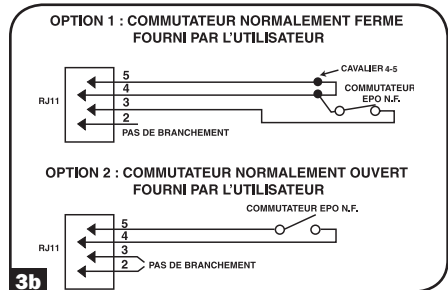 OPTION 1 : COMMUTATEUR NORMALEMENT FERME
FOURNI PAR L'UTILISATEUR
CAVALIER 4-5
5
4
COMMUTATEUR
EPO N.F.
RJ11
3
2
PAS DE BRANCHEMENT
OPTION 2 : COMMUTATEUR NORMALEMENT OUVERT
FOURNI PAR L'UTILISATEUR
COMMUTATEUR EPO N.F.
5
4
RJ11
3
2
PAS DE BRANCHEMENT
3b